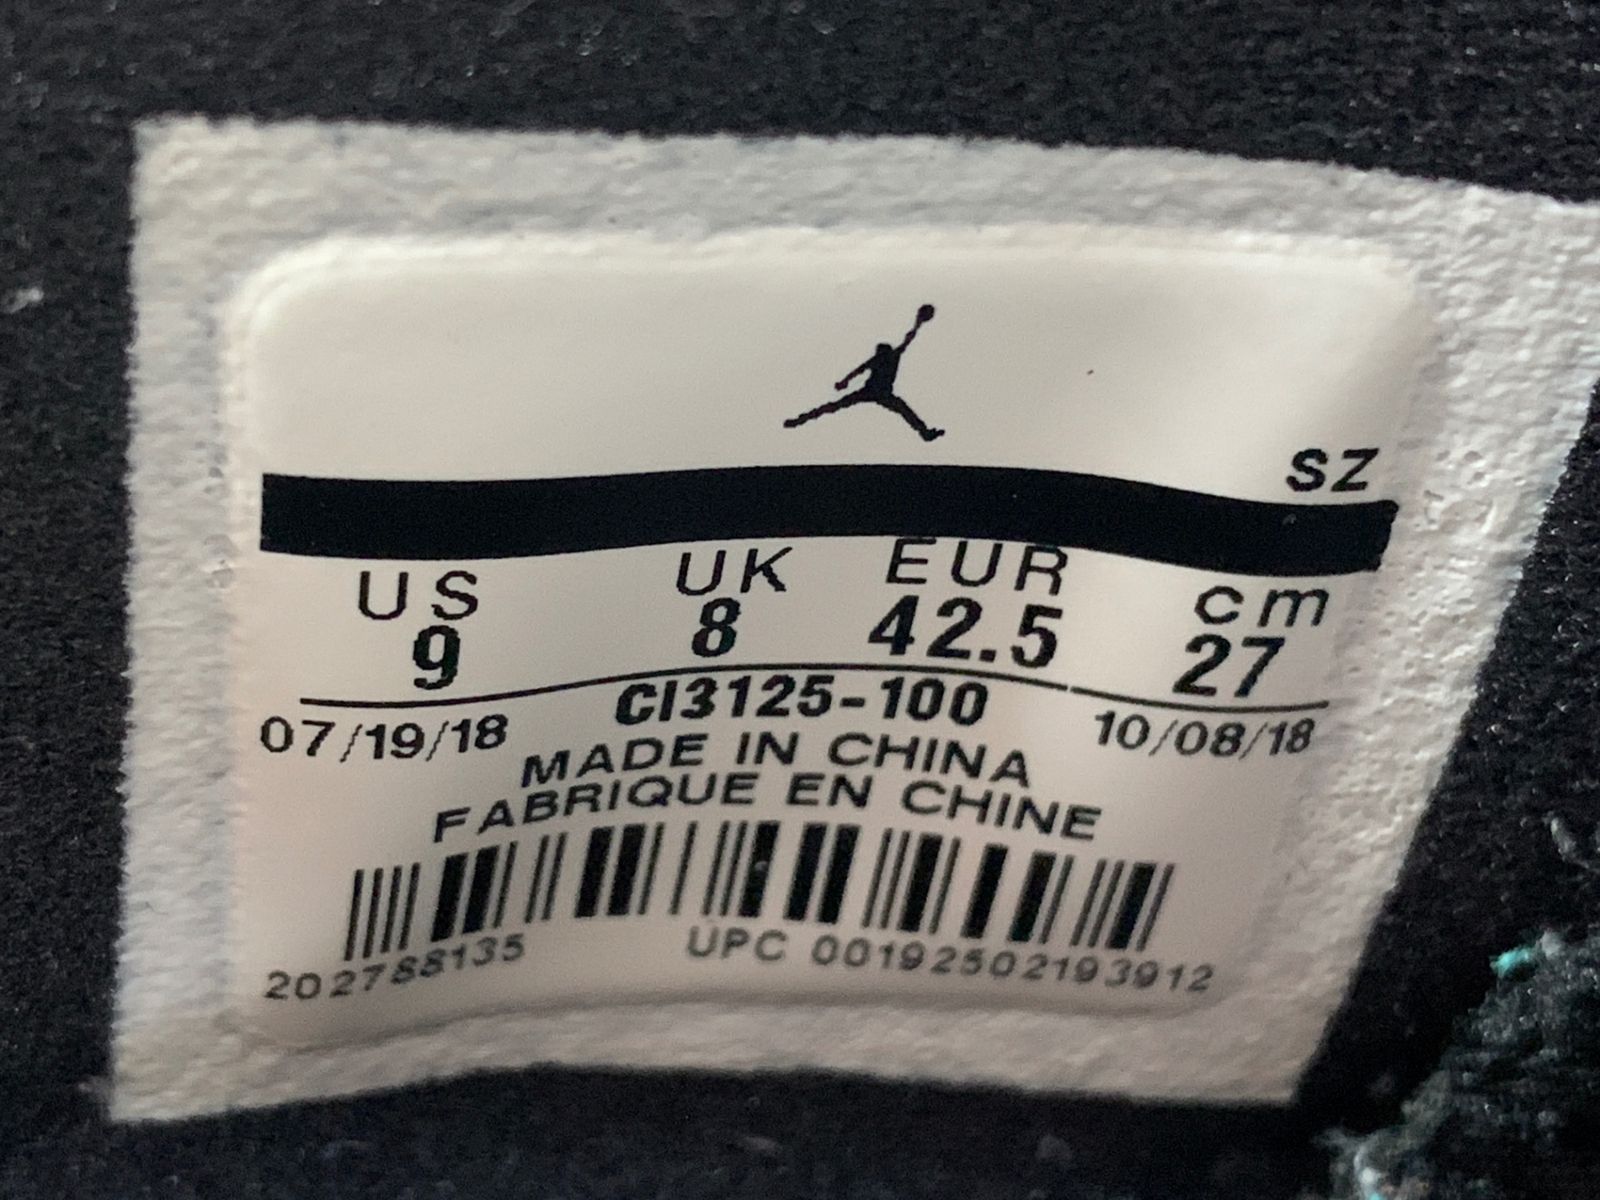 SZ
US UK EUR cm
9 8 42.5 27
CI3125-100
07/19/18 10/08/18
MADE IN CHINA
FABRIQUE EN CHINE
202788135 UPC 00192502193912